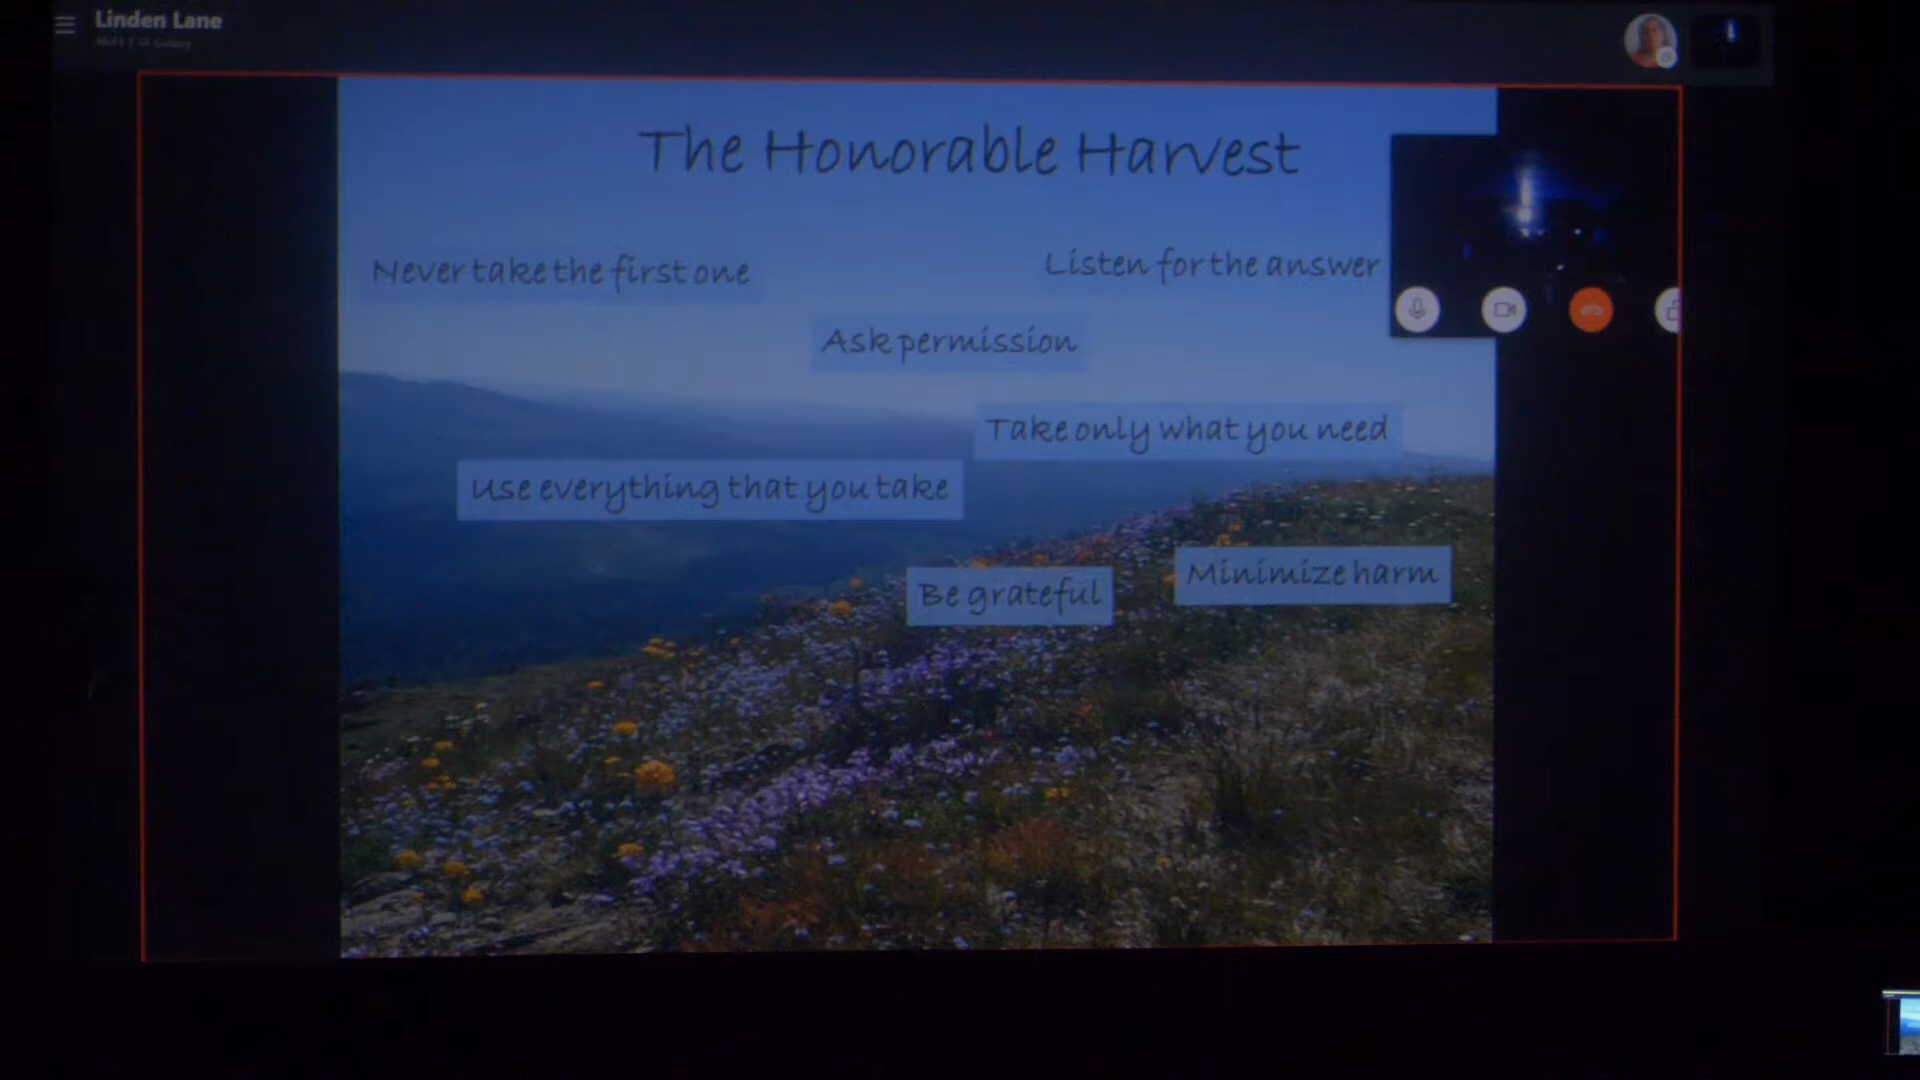 Linden Lane
The Honorable Harvest
Never take the first one
Listen for the answer
Ask permission
Take only what you need
Use everything that you take
Be grateful
Minimize harm